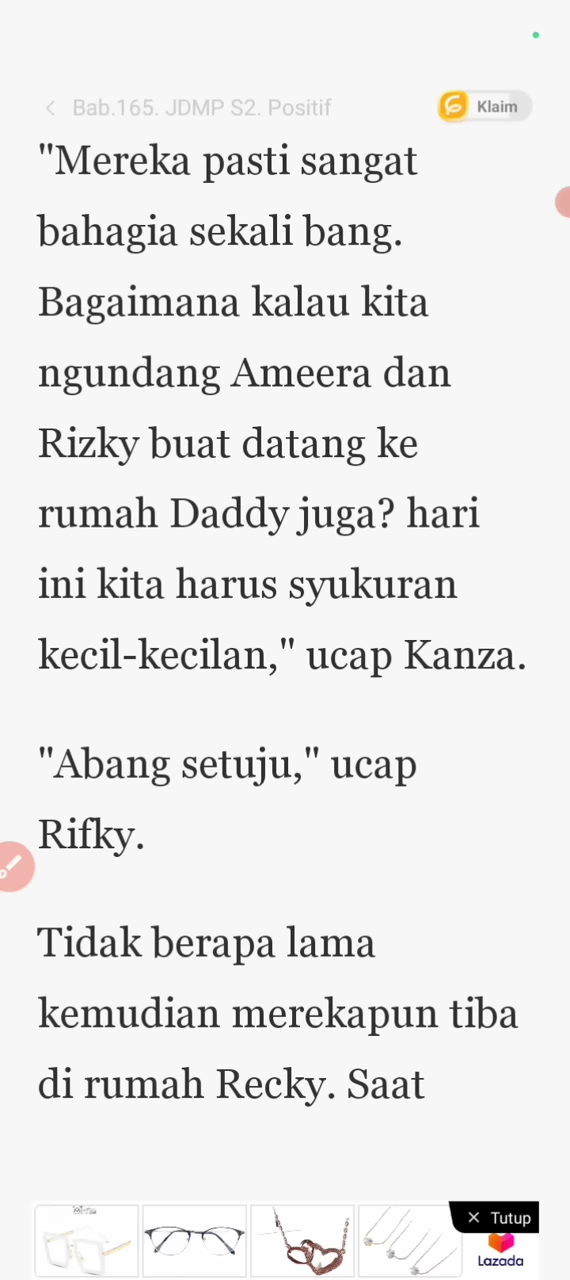 Bab.165. JDMP S2. Positif
Klaim
"Mereka pasti sangat
bahagia sekali bang.
Bagaimana kalau kita
ngundang Ameera dan
Rizky buat datang ke
rumah Daddy juga? hari
ini kita harus syukuran
kecil-kecilan," ucap Kanza.
"Abang setuju," ucap
Rifky.
Tidak berapa lama
kemudian merekapun tiba
di rumah Recky. Saat
Tutup
Lazada